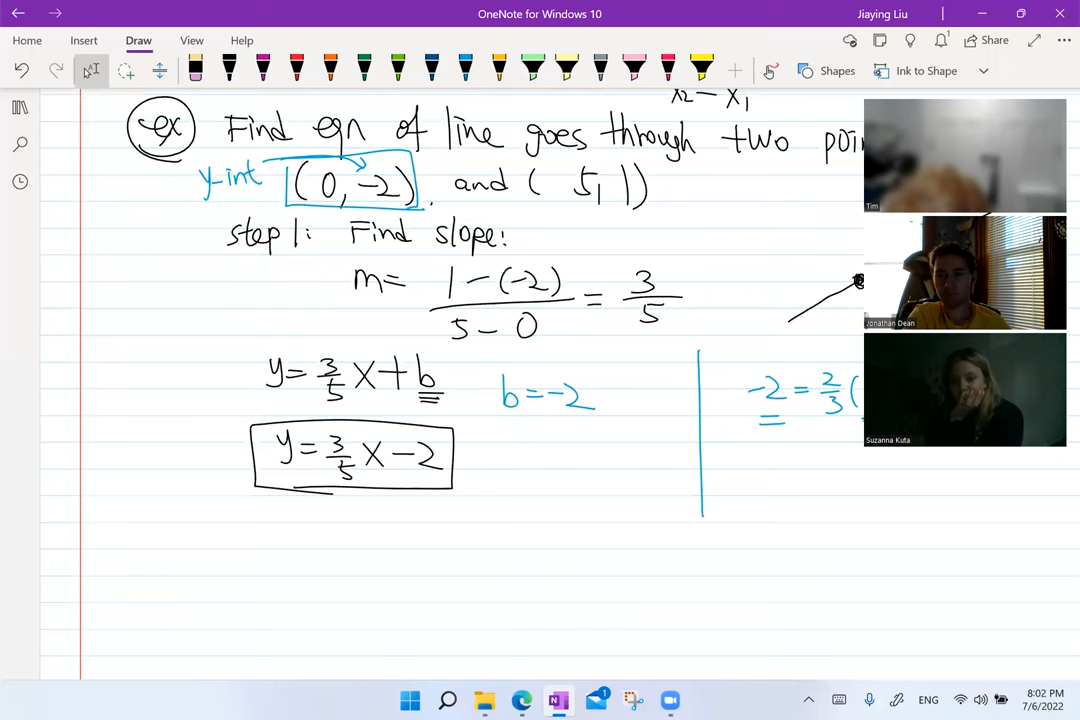 OneNote for Windows 10
Jiaying Liu
Home Insert Draw View Help
Share
Shapes
Ink to Shape
x₂ − x₁
ex Find eqn of line goes through two poin
y-int (0, -2). and (5, 1)
step 1: Find slope:
m = 1 - (-2) / 5 - 0 = 3/5
y = 3/5 x + b
b = -2
-2 = 2/3 (
y = 3/5 x - 2
Tim
Jonathan Dean
Suzanna Kuta
1
ENG
8:02 PM
7/6/2022